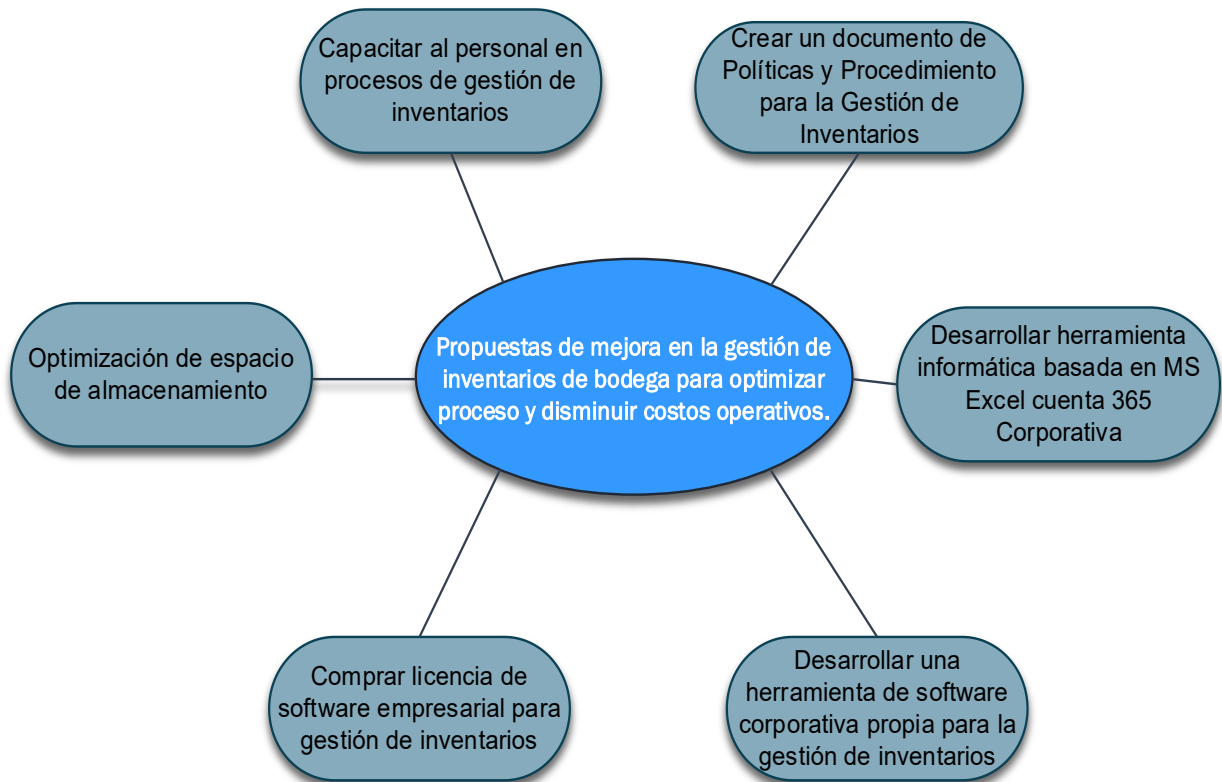 Capacitar al personal en
procesos de gestión de
inventarios
Crear un documento de
Políticas y Procedimiento
para la Gestión de
Inventarios
Optimización de espacio
de almacenamiento
Propuestas de mejora en la gestión de
inventarios de bodega para optimizar
proceso y disminuir costos operativos.
Desarrollar herramienta
informática basada en MS
Excel cuenta 365
Corporativa
Comprar licencia de
software empresarial para
gestión de inventarios
Desarrollar una
herramienta de software
corporativa propia para la
gestión de inventarios